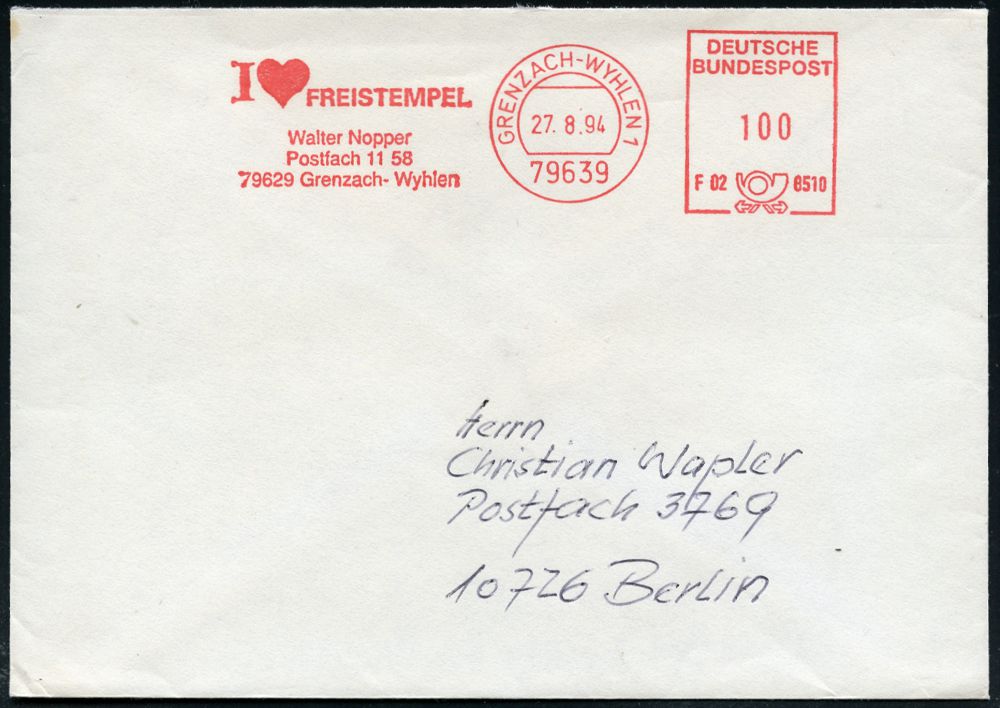 I ♥ FREISTEMPEL
Walter Nopper
Postfach 11 58
79629 Grenzach- Wyhlen
GRENZACH-WYHLEN 1
27. 8.94
79639
DEUTSCHE
BUNDESPOST
100
F 02 8510
Herrn
Christian Wapler
Postfach 3769
10726 Berlin